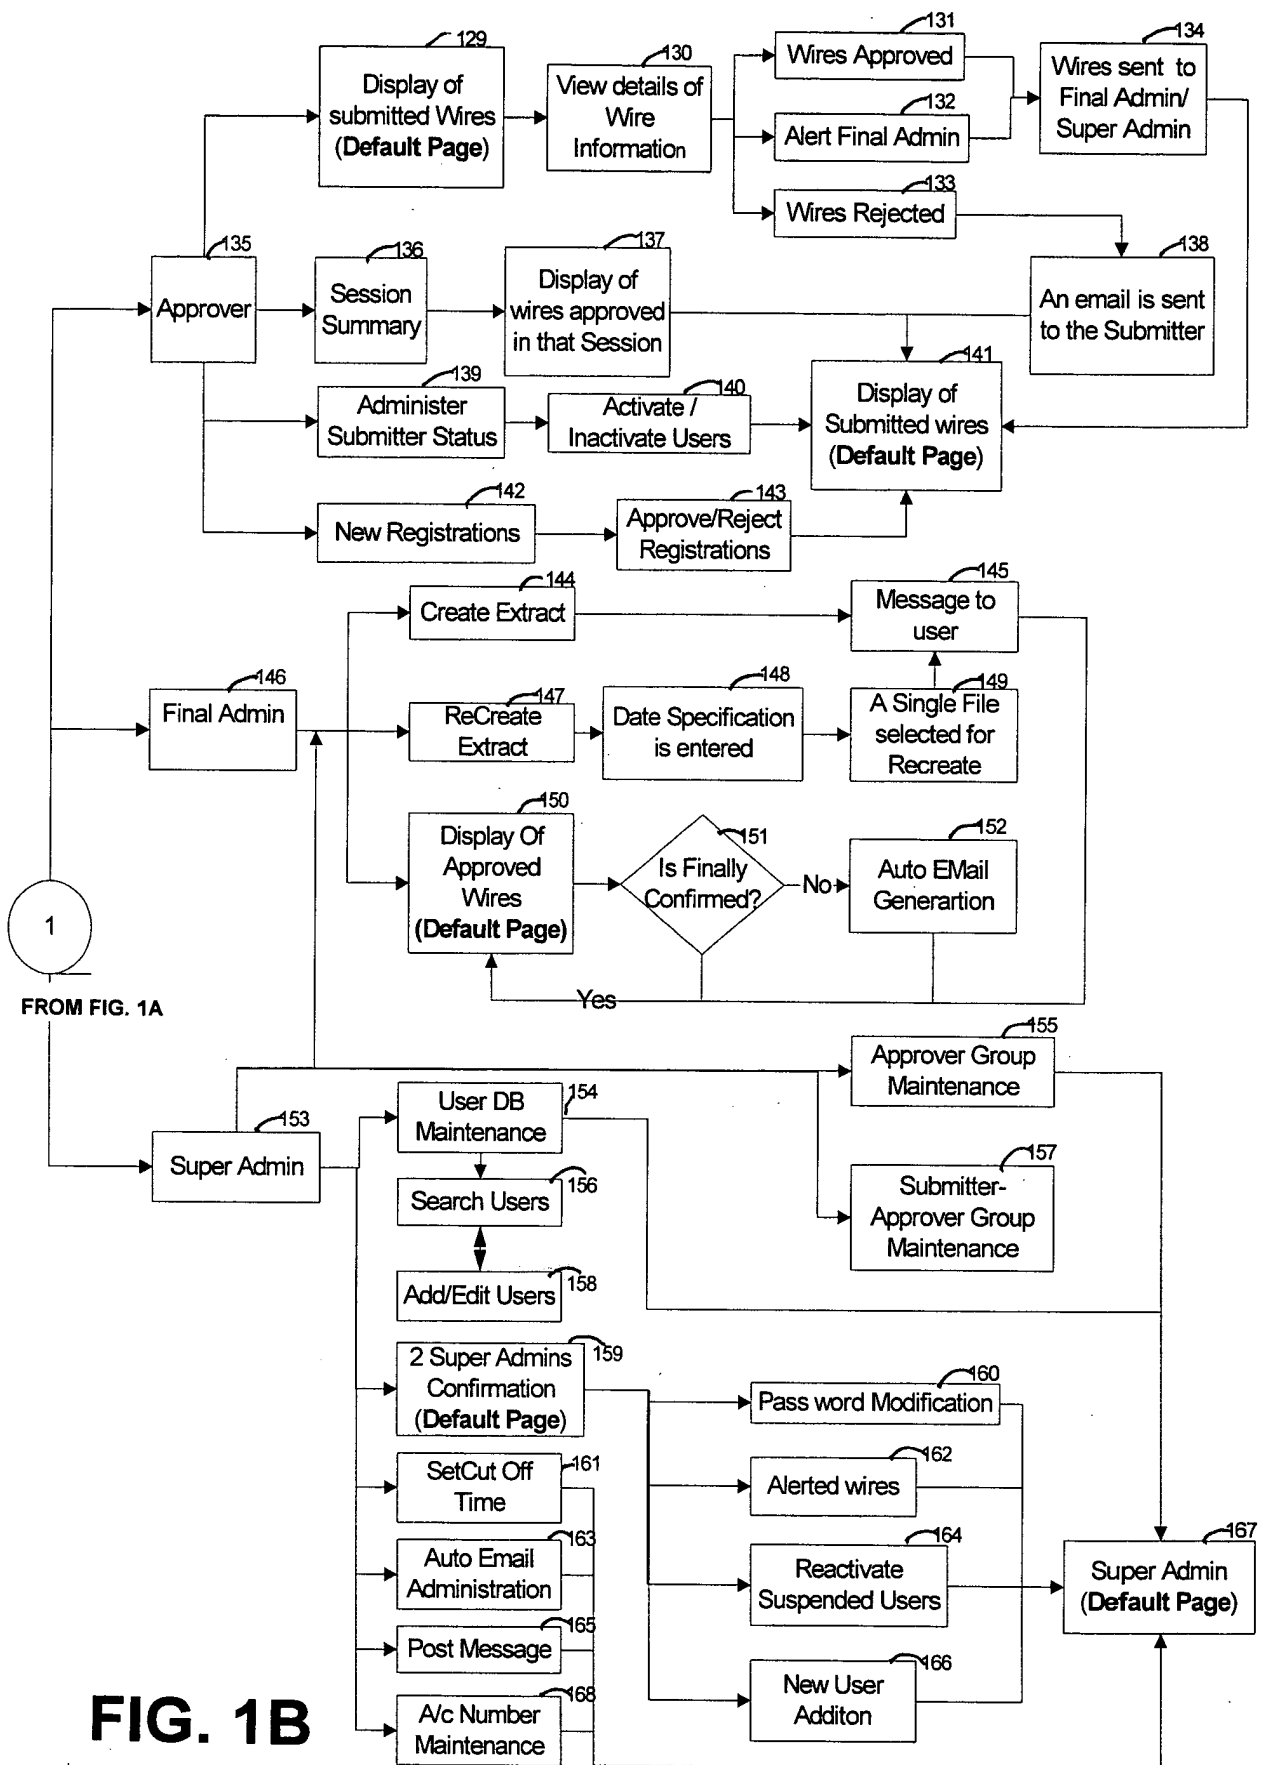 129
Display of
submitted Wires
(Default Page)
130
View details of
Wire
Information
131
Wires Approved
132
Alert Final Admin
133
Wires Rejected
134
Wires sent to
Final Admin/
Super Admin
135
Approver
136
Session
Summary
137
Display of
wires approved
in that Session
138
An email is sent
to the Submitter
139
Administer
Submitter Status
140
Activate /
Inactivate Users
141
Display of
Submitted wires
(Default Page)
142
New Registrations
143
Approve/Reject
Registrations
144
Create Extract
145
Message to
user
146
Final Admin
147
ReCreate
Extract
148
Date Specification
is entered
149
A Single File
selected for
Recreate
150
Display Of
Approved
Wires
(Default Page)
151
Is Finally
Confirmed?
No
152
Auto EMail
Generartion
Yes
1
FROM FIG. 1A
153
Super Admin
154
User DB
Maintenance
155
Approver Group
Maintenance
156
Search Users
157
Submitter-
Approver Group
Maintenance
158
Add/Edit Users
159
2 Super Admins
Confirmation
(Default Page)
160
Pass word Modification
161
SetCut Off
Time
162
Alerted wires
163
Auto Email
Administration
164
Reactivate
Suspended Users
165
Post Message
166
New User
Additon
167
Super Admin
(Default Page)
168
A/c Number
Maintenance
FIG. 1B